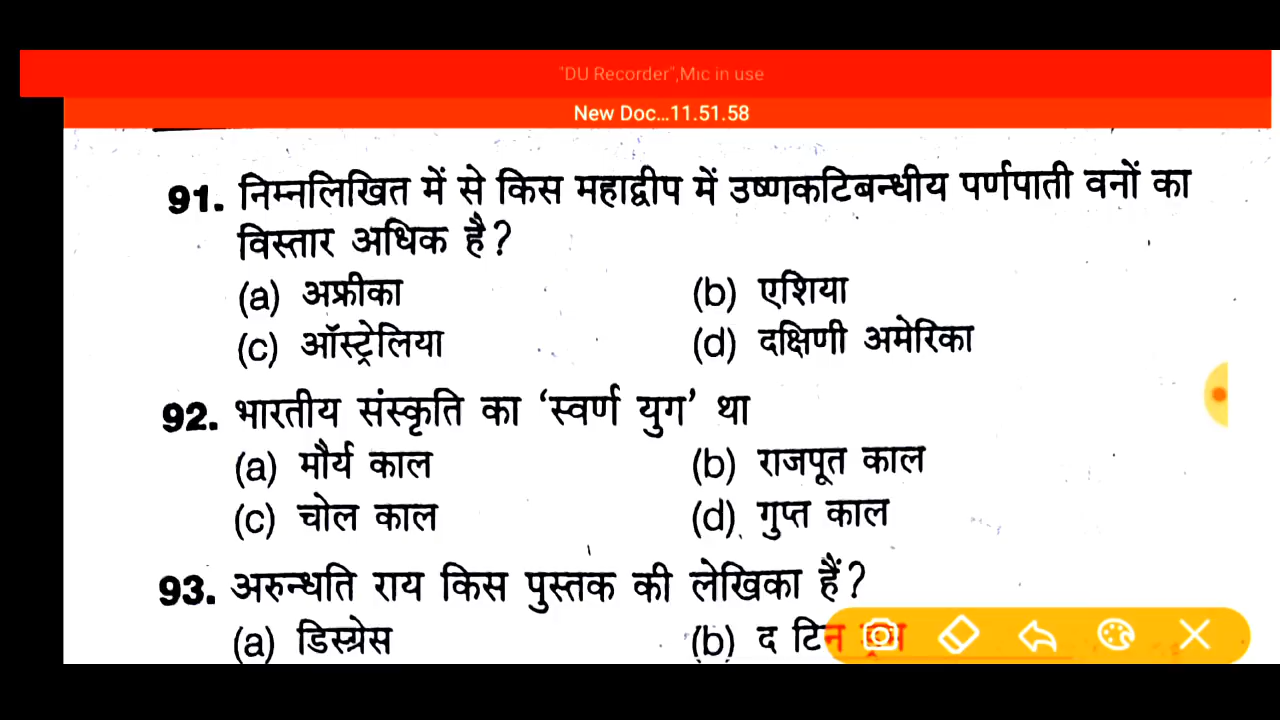 "DU Recorder",Mic in use
New Doc...11.51.58
91. निम्नलिखित में से किस महाद्वीप में उष्णकटिबन्धीय पर्णपाती वनों का
विस्तार अधिक है?
(a) अफ्रीका (b) एशिया
(c) ऑस्ट्रेलिया (d) दक्षिणी अमेरिका
92. भारतीय संस्कृति का ‘स्वर्ण युग’ था
(a) मौर्य काल (b) राजपूत काल
(c) चोल काल (d) गुप्त काल
93. अरुन्धति राय किस पुस्तक की लेखिका हैं?
(a) डिस्ग्रेस (b) द टिन